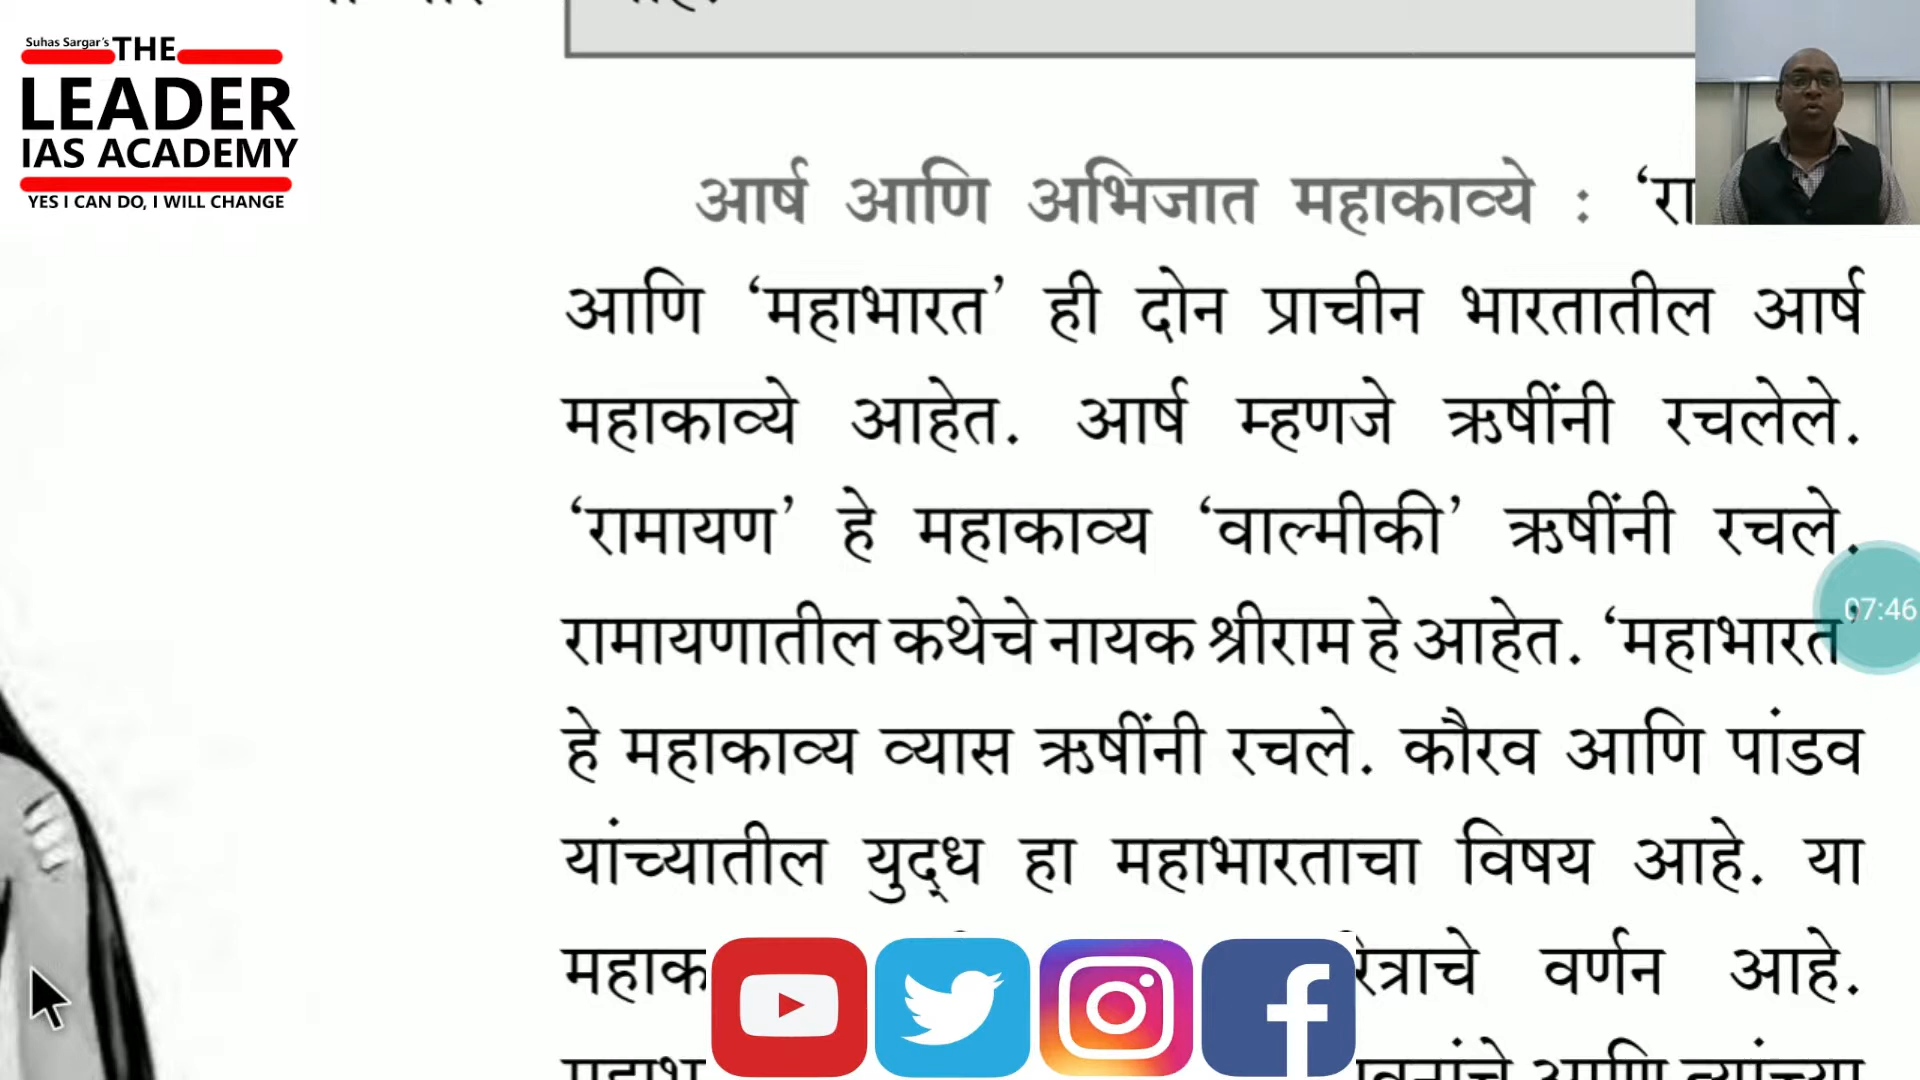 Suhas Sargar's THE
LEADER
IAS ACADEMY
YES I CAN DO, I WILL CHANGE
आर्ष आणि अभिजात महाकाव्ये :
आणि ‘महाभारत’ ही दोन प्राचीन भारतातील आर्ष
महाकाव्ये आहेत. आर्ष म्हणजे ऋषींनी रचलेले.
‘रामायण’ हे महाकाव्य ‘वाल्मीकी’ ऋषींनी रचले.
रामायणातील कथेचे नायक श्रीराम हे आहेत. ‘महाभारत’
07:46
हे महाकाव्य व्यास ऋषींनी रचले. कौरव आणि पांडव
यांच्यातील युद्ध हा महाभारताचा विषय आहे. या
वर्णन आहे.